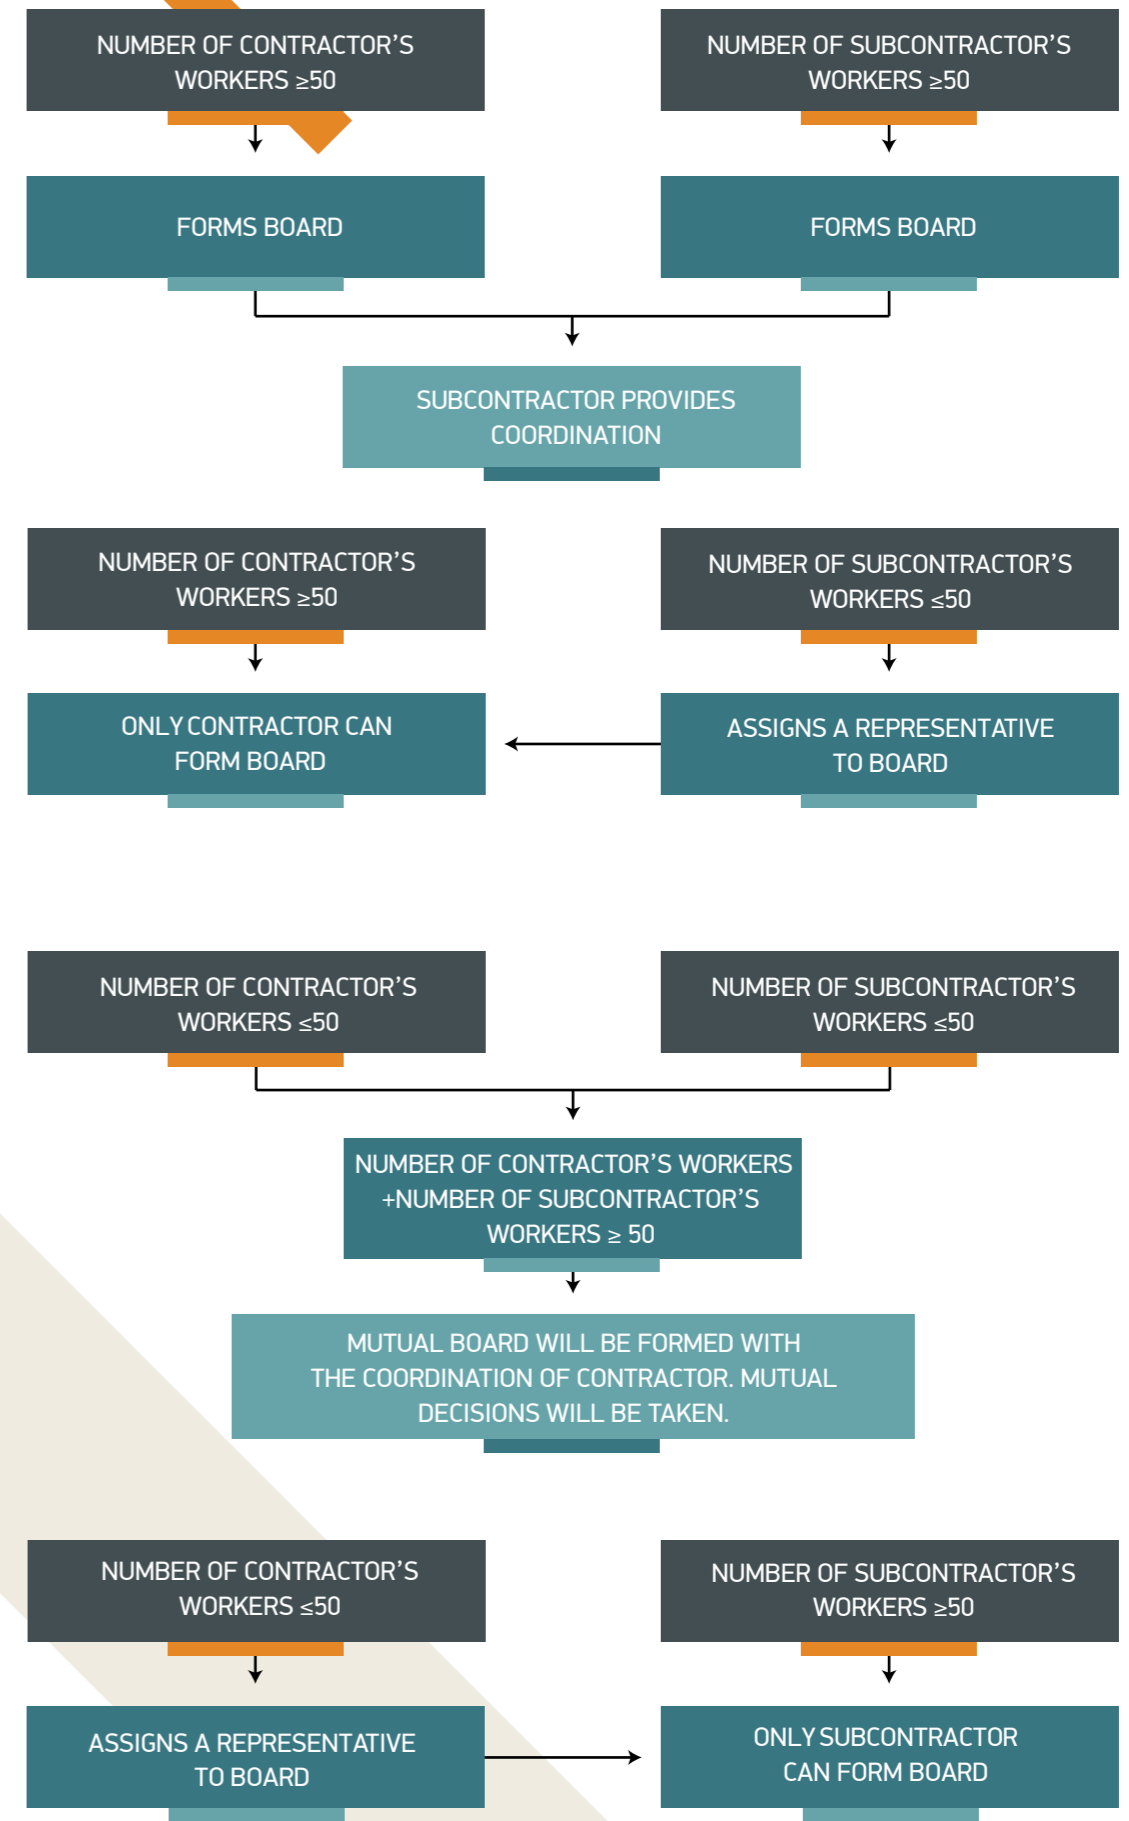 NUMBER OF CONTRACTOR'S
WORKERS ≥50
NUMBER OF SUBCONTRACTOR'S
WORKERS ≥50
FORMS BOARD
FORMS BOARD
SUBCONTRACTOR PROVIDES
COORDINATION
NUMBER OF CONTRACTOR'S
WORKERS ≥50
NUMBER OF SUBCONTRACTOR'S
WORKERS ≤50
ONLY CONTRACTOR CAN
FORM BOARD
ASSIGNS A REPRESENTATIVE
TO BOARD
NUMBER OF CONTRACTOR'S
WORKERS ≤50
NUMBER OF SUBCONTRACTOR'S
WORKERS ≤50
NUMBER OF CONTRACTOR'S WORKERS
+NUMBER OF SUBCONTRACTOR'S
WORKERS ≥ 50
MUTUAL BOARD WILL BE FORMED WITH
THE COORDINATION OF CONTRACTOR. MUTUAL
DECISIONS WILL BE TAKEN.
NUMBER OF CONTRACTOR'S
WORKERS ≤50
NUMBER OF SUBCONTRACTOR'S
WORKERS ≥50
ASSIGNS A REPRESENTATIVE
TO BOARD
ONLY SUBCONTRACTOR
CAN FORM BOARD